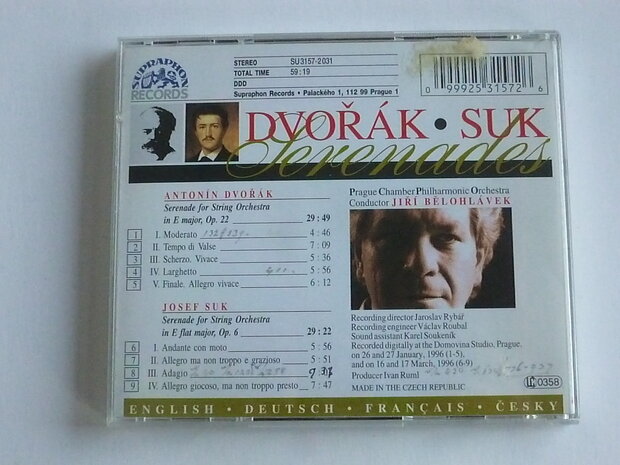 SUPRAPHON
RECORDS
STEREO SU3157-2031
TOTAL TIME 59:19
DDD
Supraphon Records • Palackého 1, 112 99 Prague 1
0 99925 31572 6
DVOŘÁK • SUK
Serenades
ANTONÍN DVOŘÁK
Serenade for String Orchestra
in E major, Op. 22 29:49
1 I. Moderato 4:46
2 II. Tempo di Valse 7:09
3 III. Scherzo. Vivace 5:36
4 IV. Larghetto 5:56
5 V. Finale. Allegro vivace 6:12
JOSEF SUK
Serenade for String Orchestra
in E flat major, Op. 6 29:22
6 I. Andante con moto 5:56
7 II. Allegro ma non troppo e grazioso 5:51
8 III. Adagio 9:37
9 IV. Allegro giocoso, ma non troppo presto 7:47
Prague Chamber Philharmonic Orchestra
Conductor JIŘÍ BĚLOHLÁVEK
Recording director Jaroslav Rybář
Recording engineer Václav Roubal
Sound assistant Karel Soukeník
Recorded digitally at the Domovina Studio, Prague,
on 26 and 27 January, 1996 (1-5),
and on 16 and 17 March, 1996 (6-9)
Producer Ivan Ruml
MADE IN THE CZECH REPUBLIC
LC 0358
ENGLISH • DEUTSCH • FRANÇAIS • ČESKY